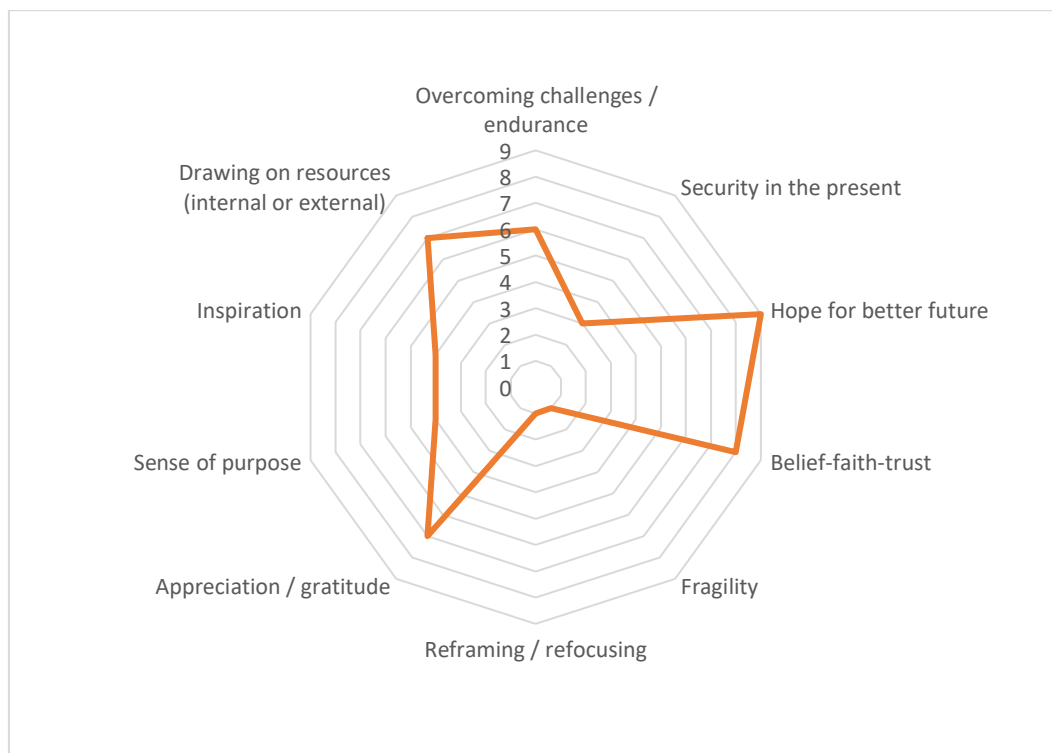 Overcoming challenges /
endurance
Drawing on resources
(internal or external)
Security in the present
9
8
7
6
5
4
3
2
1
0
Inspiration
Hope for better future
Sense of purpose
Belief-faith-trust
Appreciation / gratitude
Fragility
Reframing / refocusing